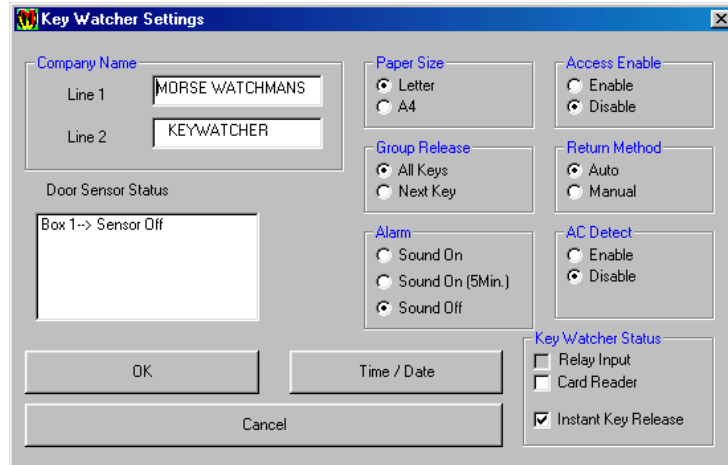 Key Watcher Settings
Company Name
Line 1 MORSE WATCHMANS
Line 2 KEYWATCHER
Door Sensor Status
Box 1--> Sensor Off
Paper Size
Letter
A4
Group Release
All Keys
Next Key
Alarm
Sound On
Sound On (5Min.)
Sound Off
Access Enable
Enable
Disable
Return Method
Auto
Manual
AC Detect
Enable
Disable
Key Watcher Status
Relay Input
Card Reader
Instant Key Release
OK
Time / Date
Cancel